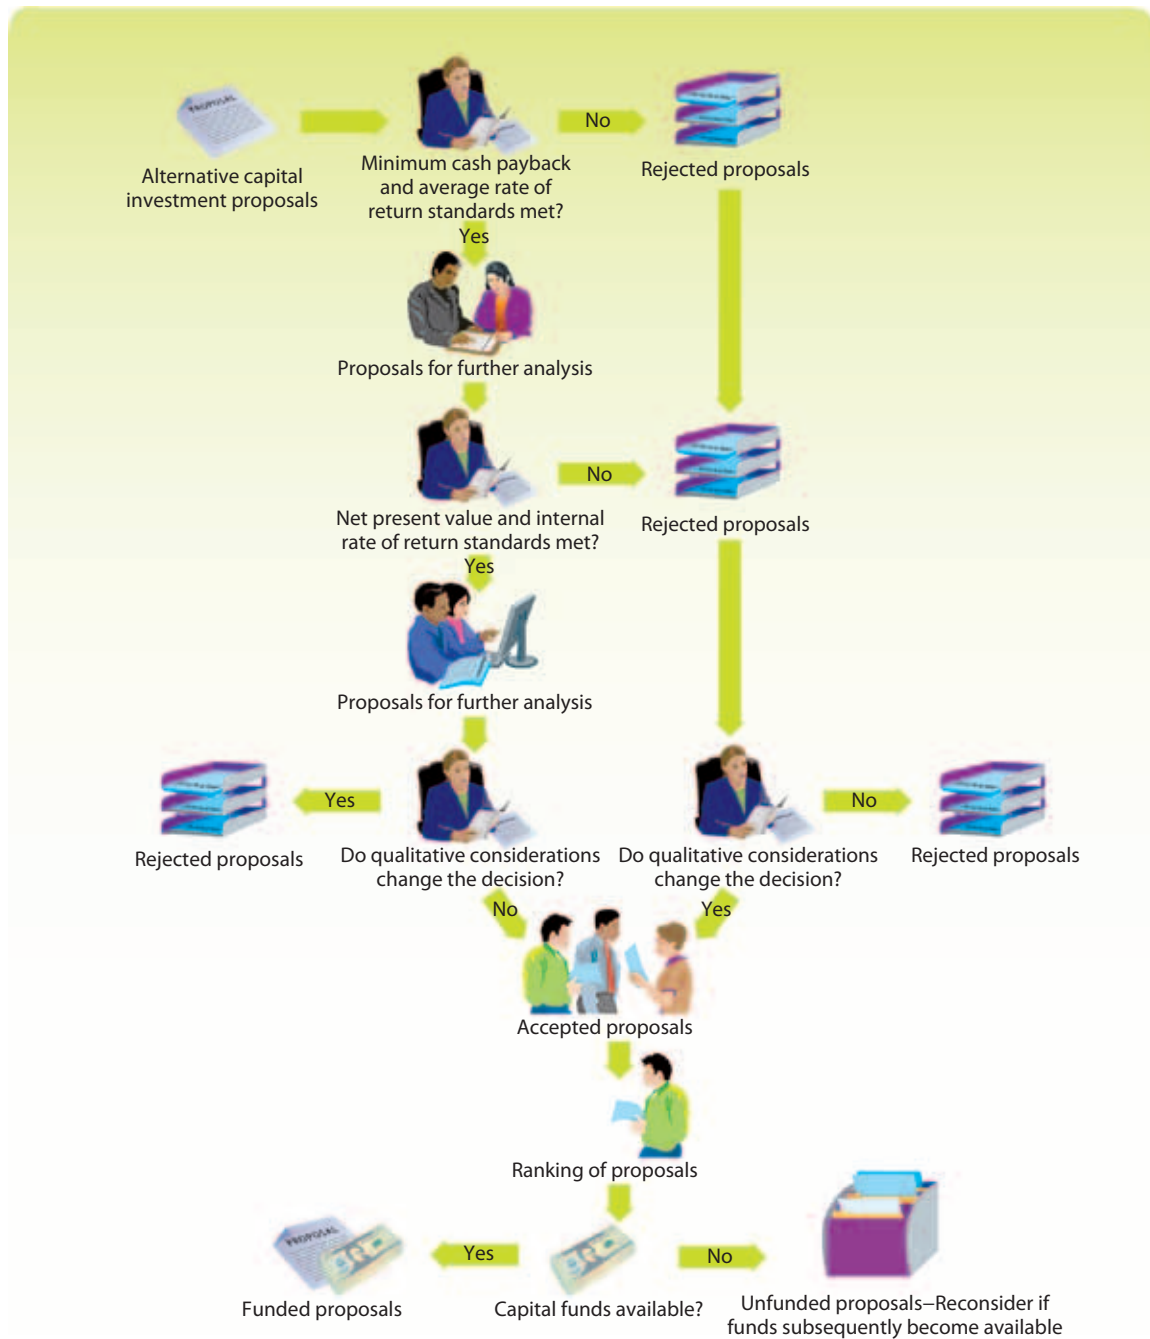 PROPOSAL
No
Alternative capital
investment proposals
Minimum cash payback
and average rate of
return standards met?
Rejected proposals
Yes
Proposals for further analysis
No
Net present value and internal
rate of return standards met?
Rejected proposals
Yes
Proposals for further analysis
Yes
No
Rejected proposals
Do qualitative considerations
change the decision?
Do qualitative considerations
change the decision?
Rejected proposals
No
Yes
Accepted proposals
Ranking of proposals
PROPOSAL
Yes
No
Funded proposals
Capital funds available?
Unfunded proposals–Reconsider if
funds subsequently become available